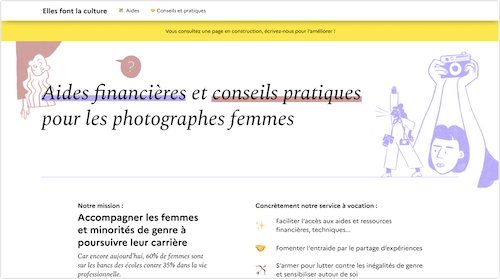 Elles font la culture Aides Conseils et pratiques
Vous consultez une page en construction, écrivez-nous pour l'améliorer !
?
Aides financières et conseils pratiques
pour les photographes femmes
Notre mission :
Accompagner les femmes
et minorités de genre à
poursuivre leur carrière
Car encore aujourd'hui, 60% de femmes sont
sur les bancs des écoles contre 35% dans la vie
professionnelle.
Concrètement notre service à vocation :
Faciliter l'accès aux aides et ressources
financières, techniques...
Fomenter l'entraide par le partage d'expériences
S'armer pour lutter contre les inégalités de genre
et sensibiliser autour de soi